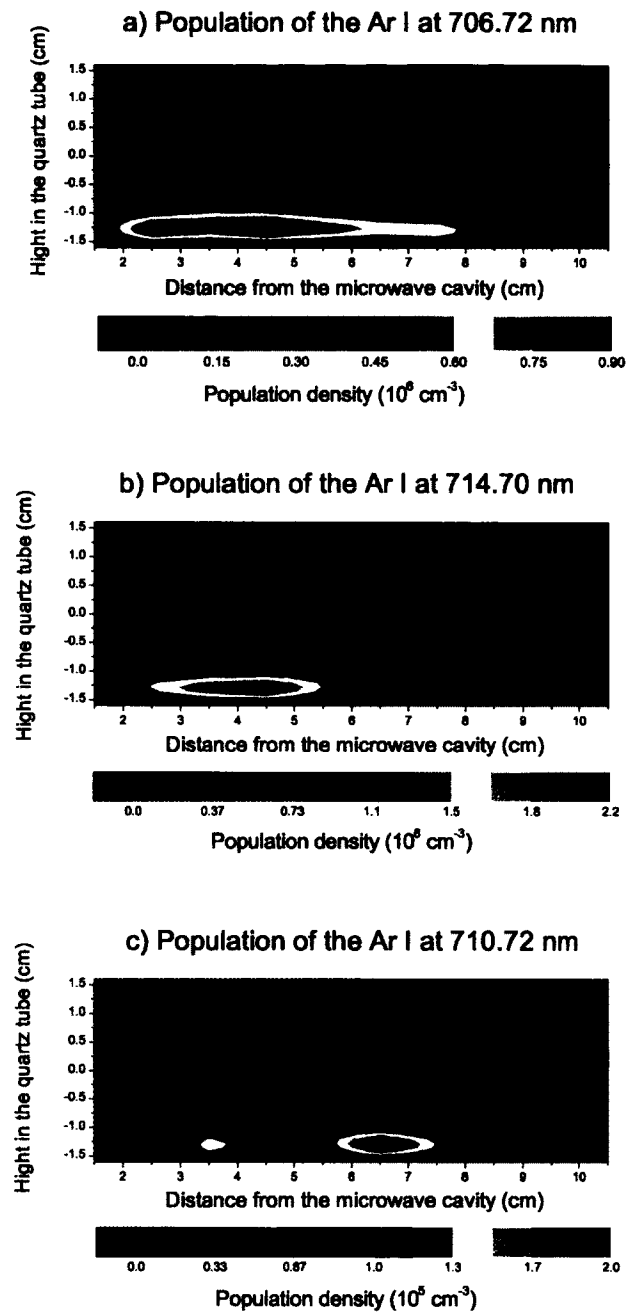 a) Population of the Ar I at 706.72 nm
Hight in the quartz tube (cm)
1.5
1.0
0.5
0.0
-0.5
-1.0
-1.5
2 3 4 5 6 7 8 9 10
Distance from the microwave cavity (cm)
0.0 0.15 0.30 0.45 0.60 0.75 0.90
Population density (10⁶ cm⁻³)
b) Population of the Ar I at 714.70 nm
Hight in the quartz tube (cm)
1.5
1.0
0.5
0.0
-0.5
-1.0
-1.5
2 3 4 5 6 7 8 9 10
Distance from the microwave cavity (cm)
0.0 0.37 0.73 1.1 1.5 1.8 2.2
Population density (10⁶ cm⁻³)
c) Population of the Ar I at 710.72 nm
Hight in the quartz tube (cm)
1.5
1.0
0.5
0.0
-0.5
-1.0
-1.5
2 3 4 5 6 7 8 9 10
Distance from the microwave cavity (cm)
0.0 0.33 0.67 1.0 1.3 1.7 2.0
Population density (10⁵ cm⁻³)